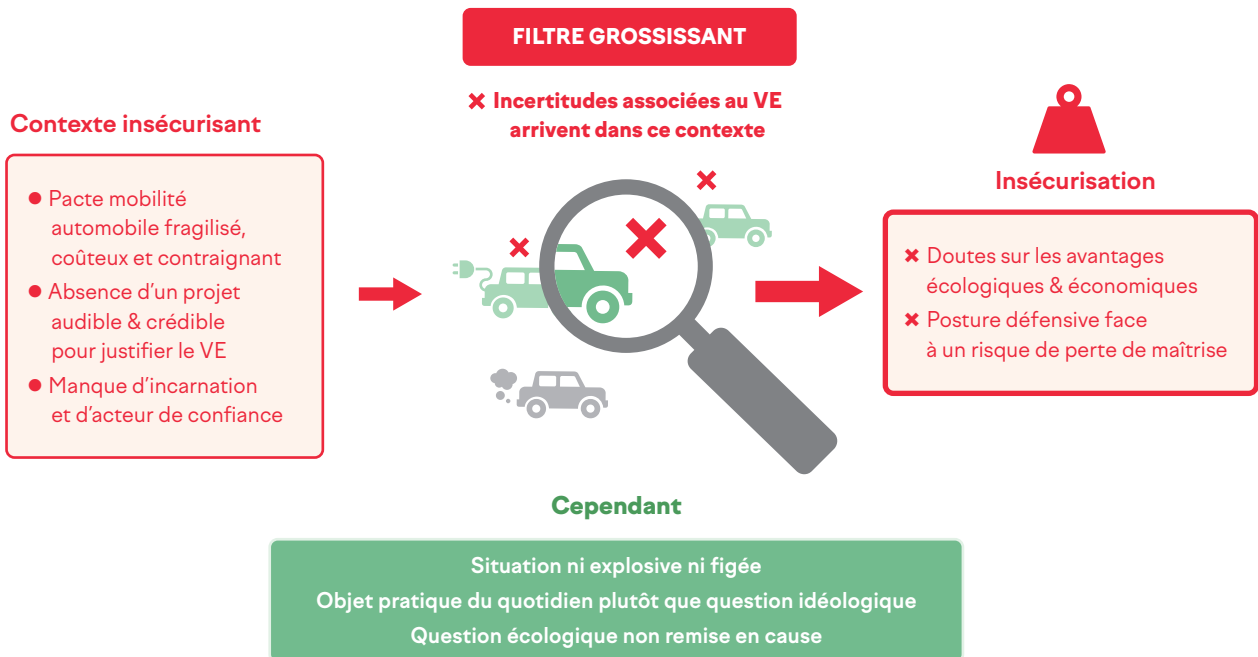 FILTRE GROSSISSANT
Incertitudes associées au VE
arrivent dans ce contexte
Contexte insécurisant
Pacte mobilité
automobile fragilisé,
coûteux et contraignant
Absence d'un projet
audible & crédible
pour justifier le VE
Manque d'incarnation
et d'acteur de confiance
Insécurisation
Doutes sur les avantages
écologiques & économiques
Posture défensive face
à un risque de perte de maîtrise
Cependant
Situation ni explosive ni figée
Objet pratique du quotidien plutôt que question idéologique
Question écologique non remise en cause